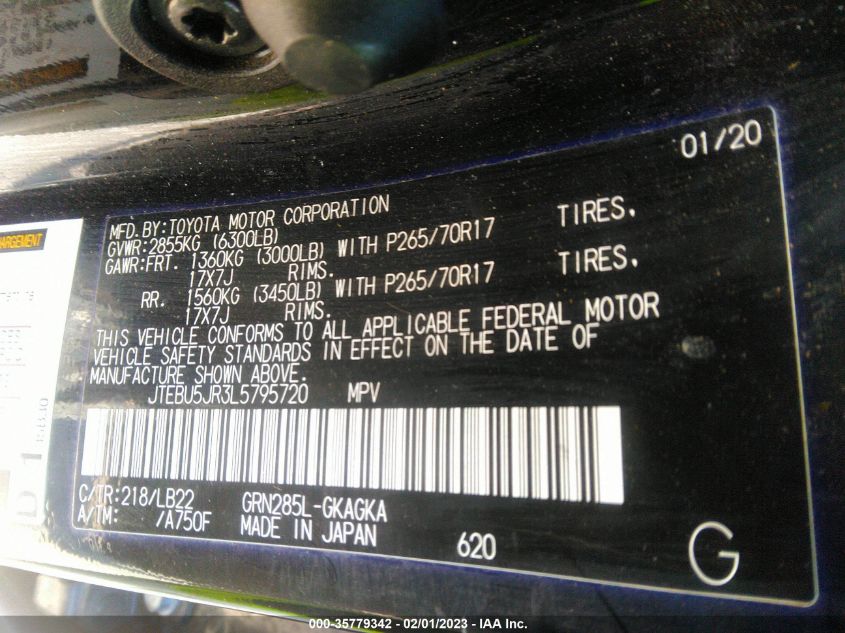 01/20
MFD. BY: TOYOTA MOTOR CORPORATION
GVWR: 2855KG (6300LB)
GAWR: FRT. 1360KG (3000LB) WITH P265/70R17 TIRES.
17X7J RIMS.
RR. 1560KG (3450LB) WITH P265/70R17 TIRES.
17X7J RIMS.
THIS VEHICLE CONFORMS TO ALL APPLICABLE FEDERAL MOTOR
VEHICLE SAFETY STANDARDS IN EFFECT ON THE DATE OF
MANUFACTURE SHOWN ABOVE.
JTEBU5JR3L5795720 MPV
C/TR: 218/LB22 GRN285L-GKAGKA
A/TM: /A750F MADE IN JAPAN
620 G
000-35779342 - 02/01/2023 - IAA Inc.